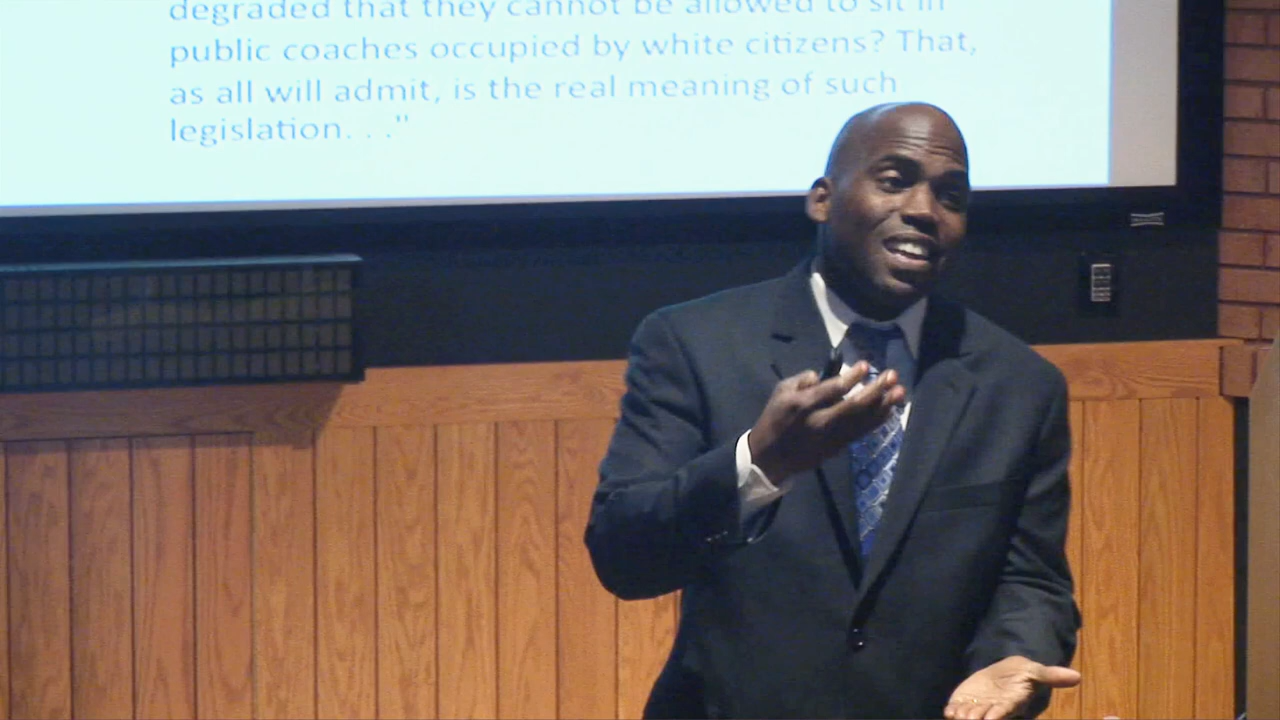 degraded that they cannot be allowed to sit in
public coaches occupied by white citizens? That,
as all will admit, is the real meaning of such
legislation. . ."